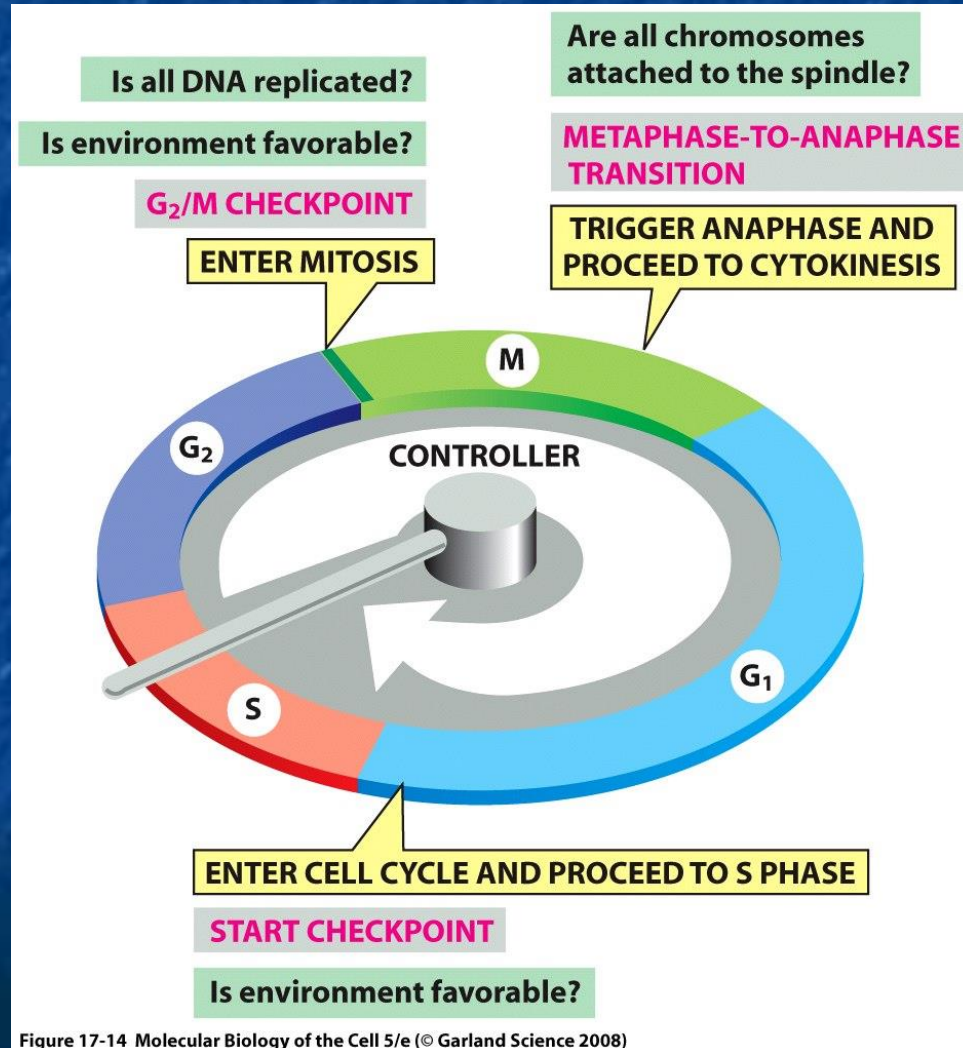 Is all DNA replicated?
Is environment favorable?
G₂/M CHECKPOINT
ENTER MITOSIS
Are all chromosomes
attached to the spindle?
METAPHASE-TO-ANAPHASE
TRANSITION
TRIGGER ANAPHASE AND
PROCEED TO CYTOKINESIS
M
G₂
CONTROLLER
G₁
S
ENTER CELL CYCLE AND PROCEED TO S PHASE
START CHECKPOINT
Is environment favorable?
Figure 17-14 Molecular Biology of the Cell 5/e (© Garland Science 2008)